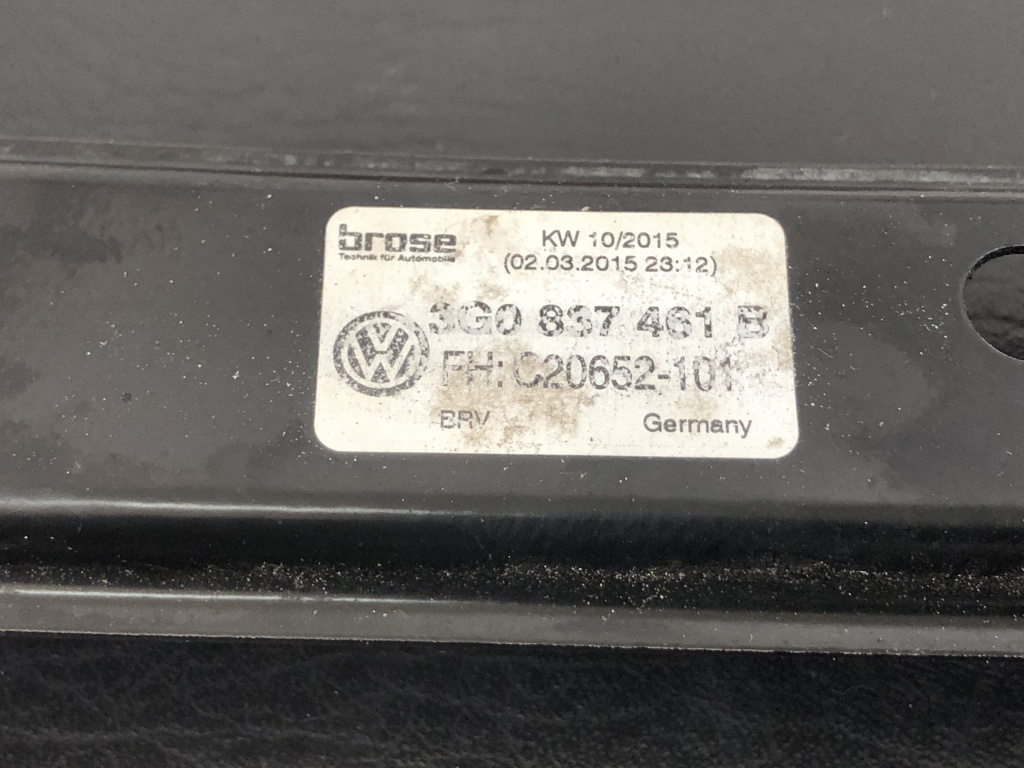 brose
Technik für Automobile
KW 10/2015
(02.03.2015 23:12)
3G0 837 461 B
FH: C20652-101
BRV
Germany